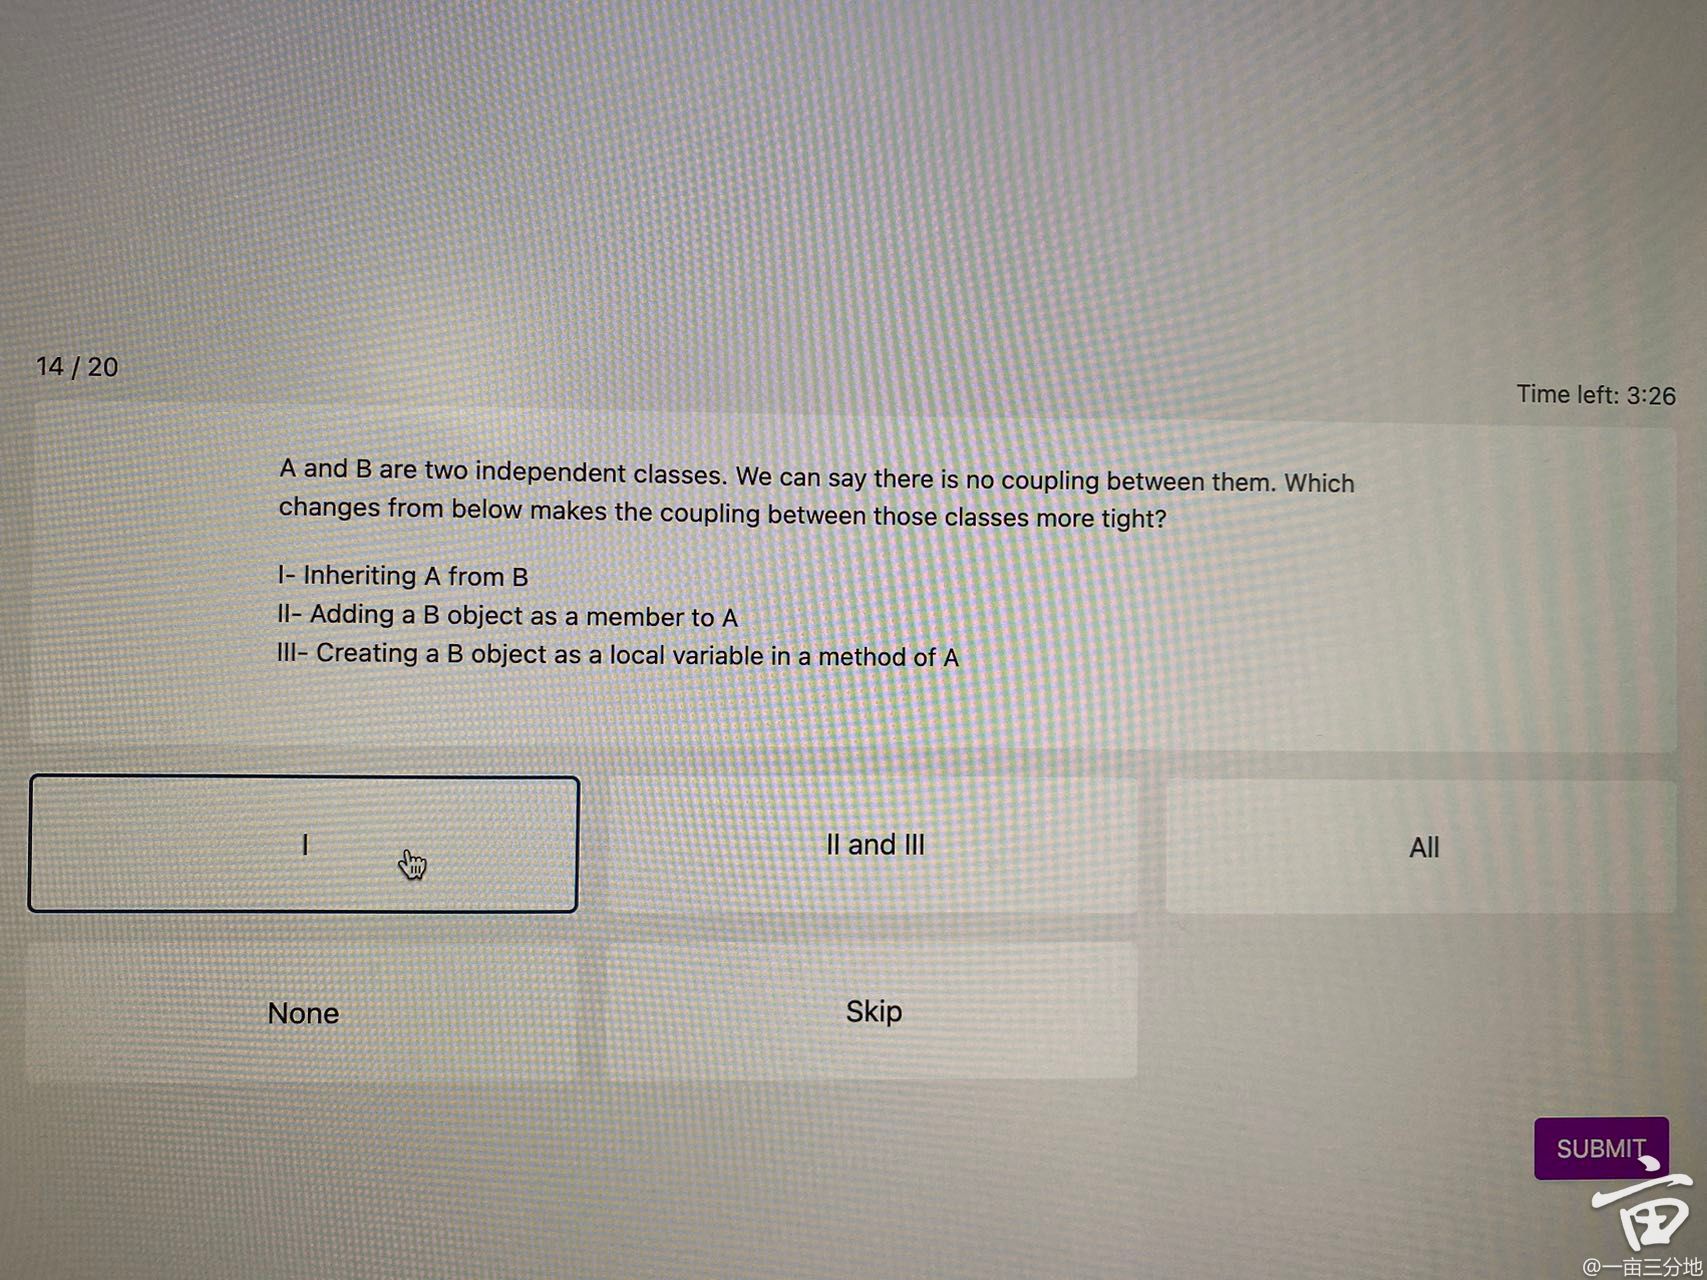 14 / 20
Time left: 3:26
A and B are two independent classes. We can say there is no coupling between them. Which
changes from below makes the coupling between those classes more tight?
I- Inheriting A from B
II- Adding a B object as a member to A
III- Creating a B object as a local variable in a method of A
I
II and III
All
None
Skip
SUBMIT
亩
@一亩三分地